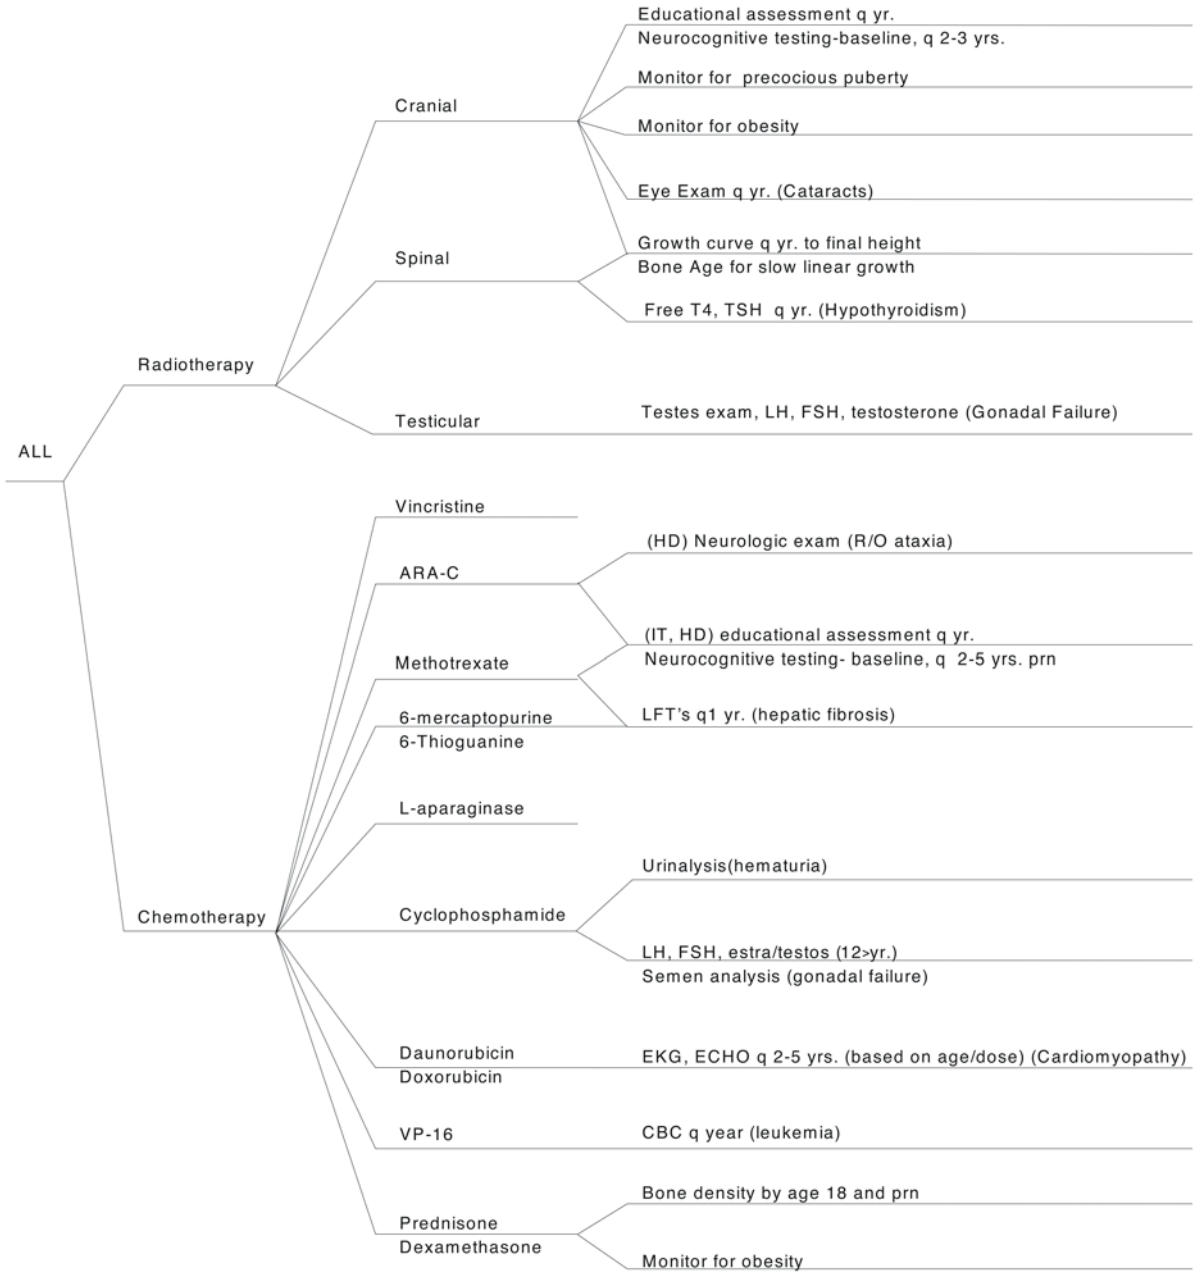 Educational assessment q yr.
Neurocognitive testing-baseline, q 2-3 yrs.
Monitor for precocious puberty
Cranial
Monitor for obesity
Eye Exam q yr. (Cataracts)
Growth curve q yr. to final height
Spinal
Bone Age for slow linear growth
Free T4, TSH q yr. (Hypothyroidism)
Radiotherapy
Testes exam, LH, FSH, testosterone (Gonadal Failure)
Testicular
ALL
Vincristine
(HD) Neurologic exam (R/O ataxia)
ARA-C
(IT, HD) educational assessment q yr.
Methotrexate
Neurocognitive testing- baseline, q 2-5 yrs. prn
6-mercaptopurine
LFT's q1 yr. (hepatic fibrosis)
6-Thioguanine
L-aparaginase
Urinalysis(hematuria)
Chemotherapy
Cyclophosphamide
LH, FSH, estra/testos (12>yr.)
Semen analysis (gonadal failure)
Daunorubicin
EKG, ECHO q 2-5 yrs. (based on age/dose) (Cardiomyopathy)
Doxorubicin
VP-16
CBC q year (leukemia)
Bone density by age 18 and prn
Prednisone
Dexamethasone
Monitor for obesity